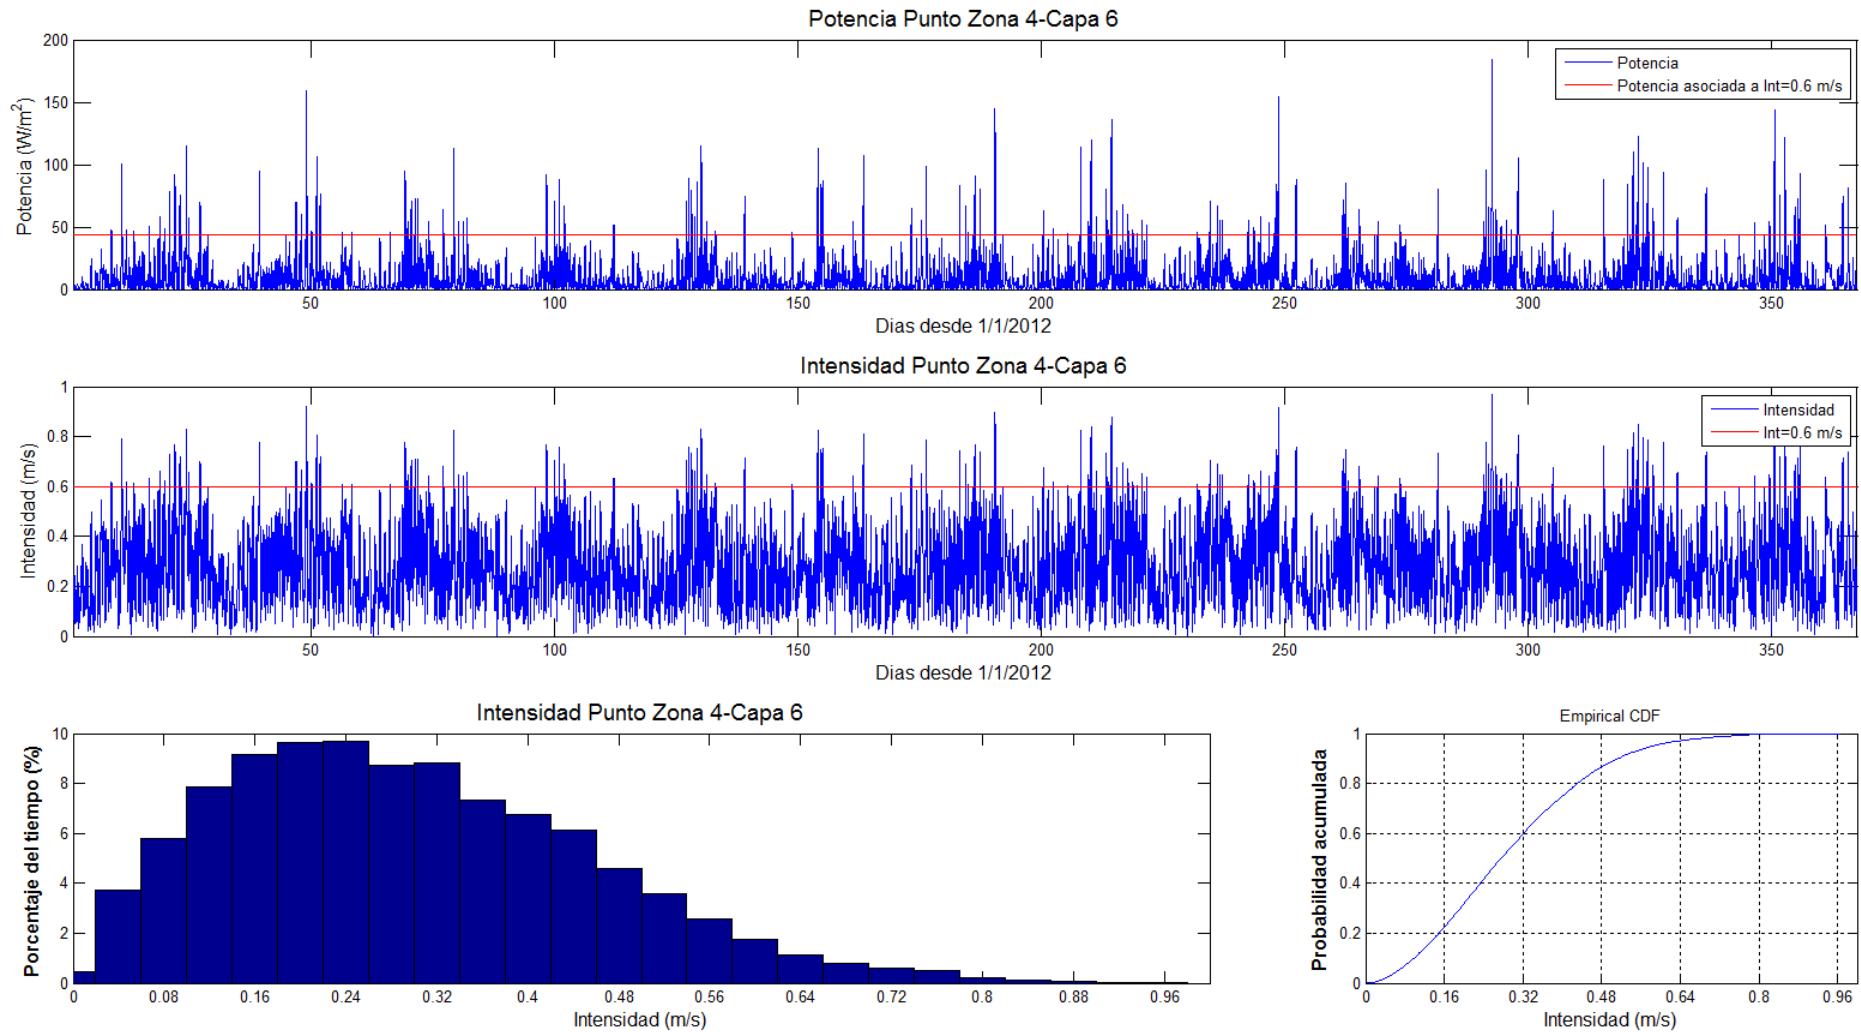 Potencia Punto Zona 4-Capa 6
200
150
100
50
0
Potencia (W/m²)
Potencia
Potencia asociada a Int=0.6 m/s
50 100 150 200 250 300 350
Dias desde 1/1/2012
Intensidad Punto Zona 4-Capa 6
1
0.8
0.6
0.4
0.2
0
Intensidad (m/s)
Intensidad
Int=0.6 m/s
50 100 150 200 250 300 350
Dias desde 1/1/2012
Intensidad Punto Zona 4-Capa 6
10
8
6
4
2
0
Porcentaje del tiempo (%)
0 0.08 0.16 0.24 0.32 0.4 0.48 0.56 0.64 0.72 0.8 0.88 0.96
Intensidad (m/s)
Empirical CDF
1
0.8
0.6
0.4
0.2
0
Probabilidad acumulada
0 0.16 0.32 0.48 0.64 0.8 0.96
Intensidad (m/s)